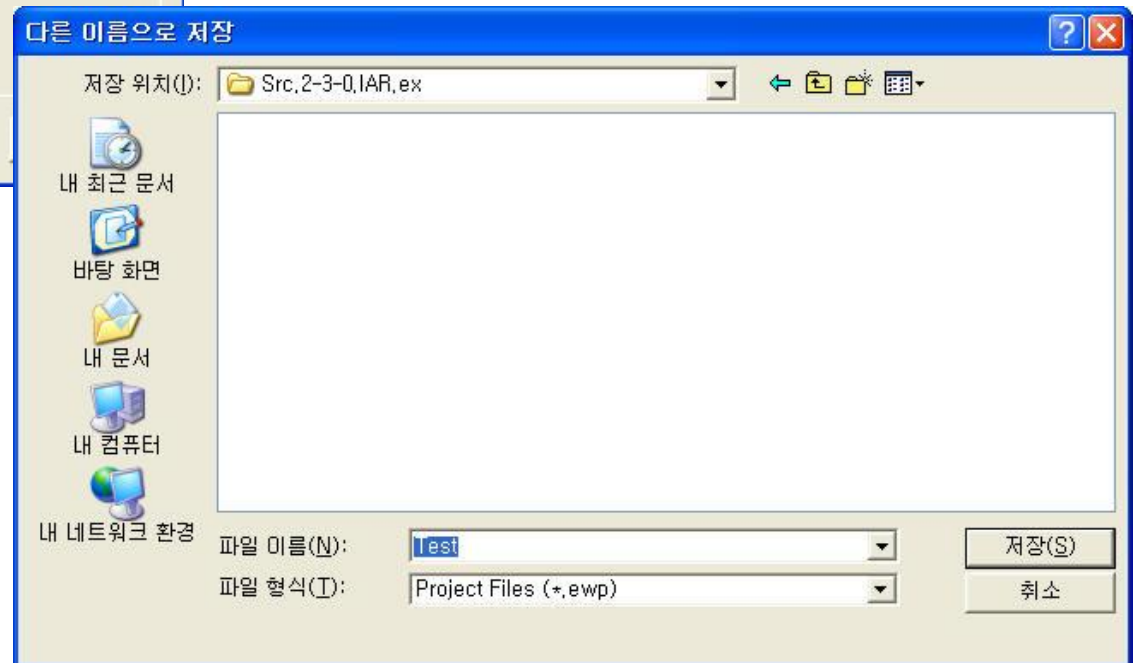 다른 이름으로 저장
저장 위치(I): Src,2-3-0,IAR,ex
내 최근 문서
바탕 화면
내 문서
내 컴퓨터
내 네트워크 환경
파일 이름(N): Test 저장(S)
파일 형식(T): Project Files (*,ewp) 취소